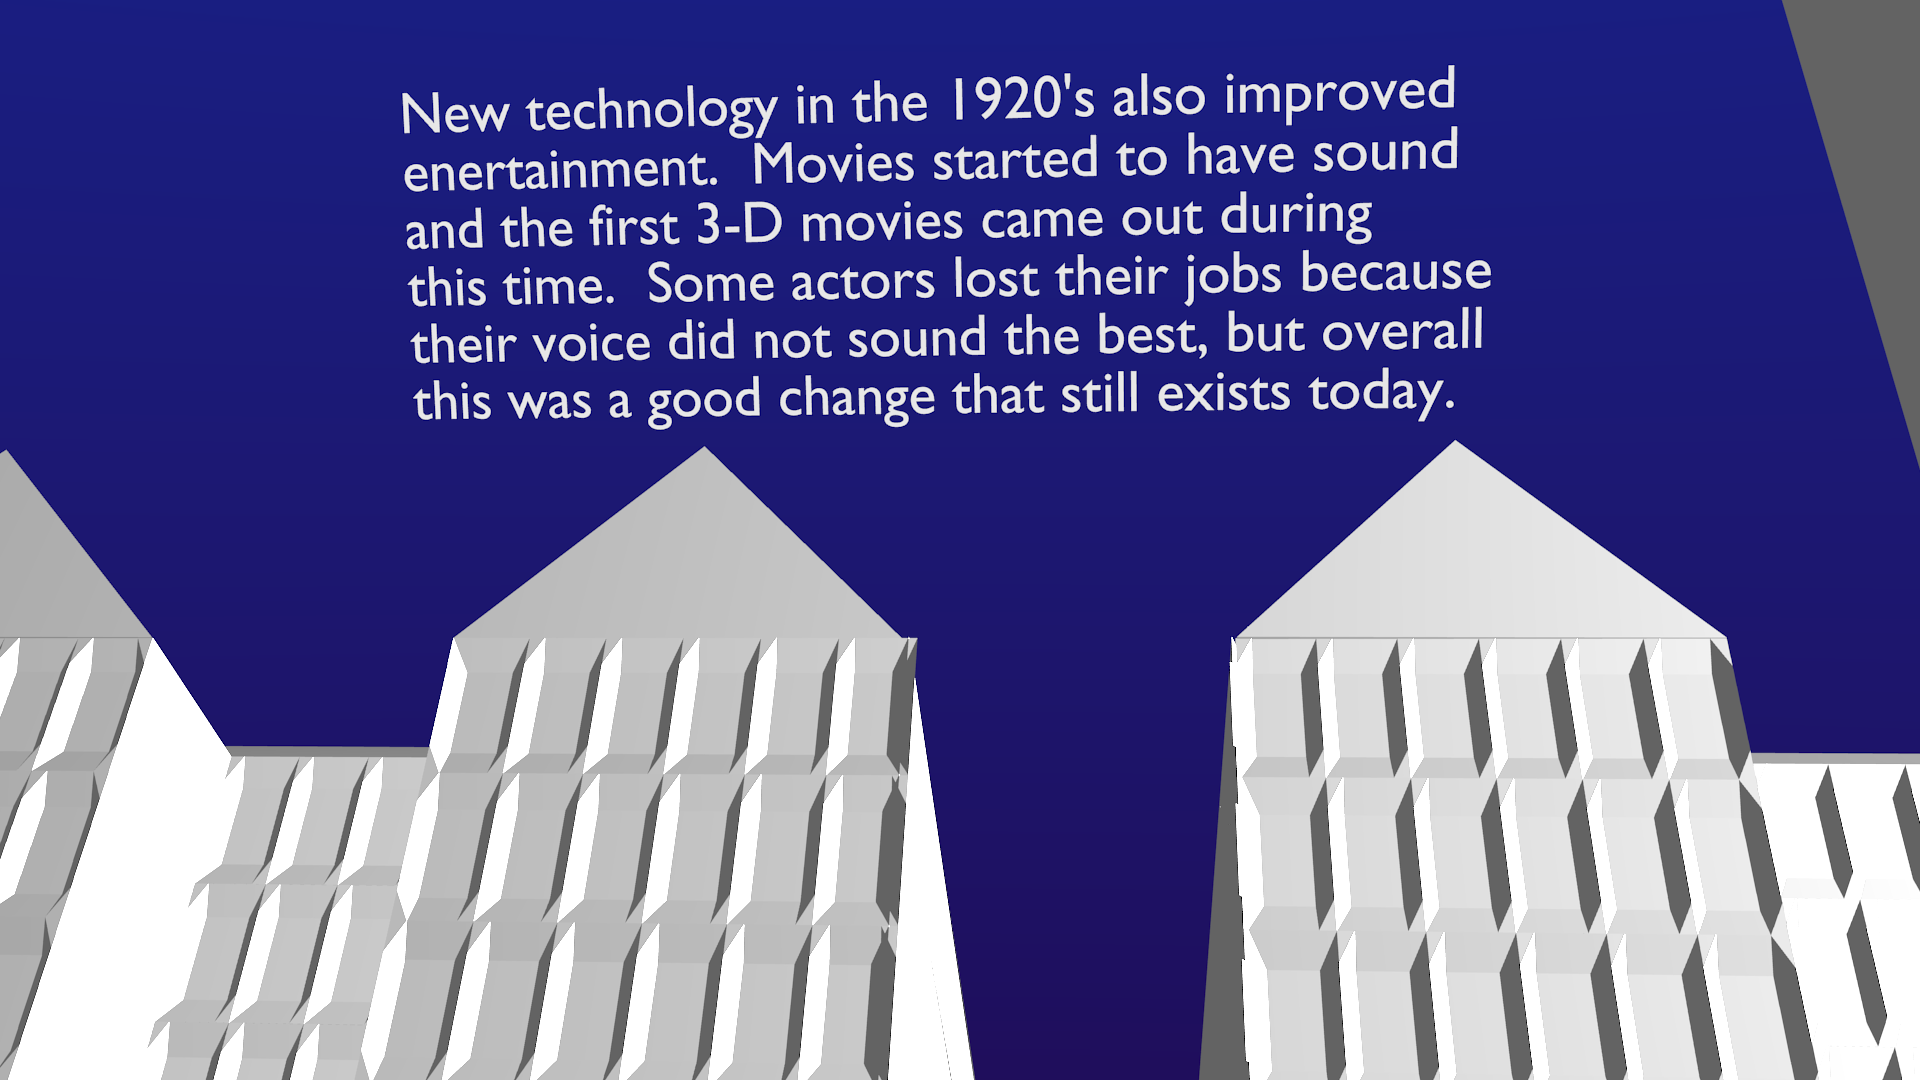 New technology in the 1920's also improved
enertainment.  Movies started to have sound
and the first 3-D movies came out during
this time.  Some actors lost their jobs because
their voice did not sound the best, but overall
this was a good change that still exists today.